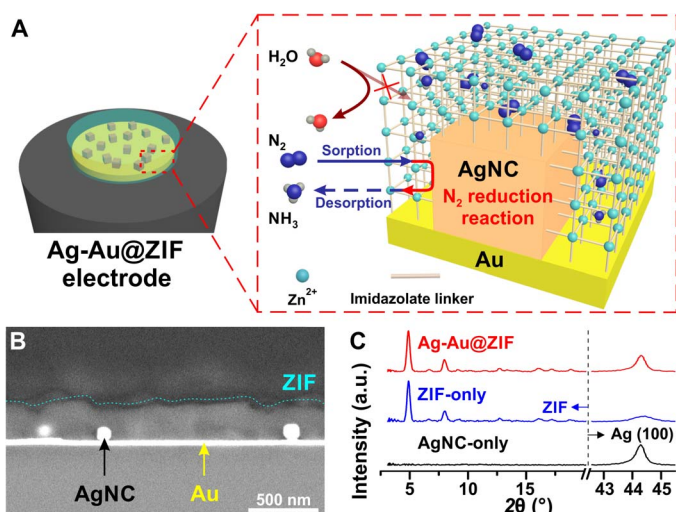 A
H₂O
N₂
Sorption
Desorption
NH₃
AgNC
N₂ reduction
reaction
Au
Ag-Au@ZIF
electrode
Zn²⁺
Imidazolate linker
B
ZIF
AgNC
Au
500 nm
C
Intensity (a.u.)
Ag-Au@ZIF
ZIF-only
ZIF
AgNC-only
Ag (100)
5 10 15 43 44 45
2θ (°)